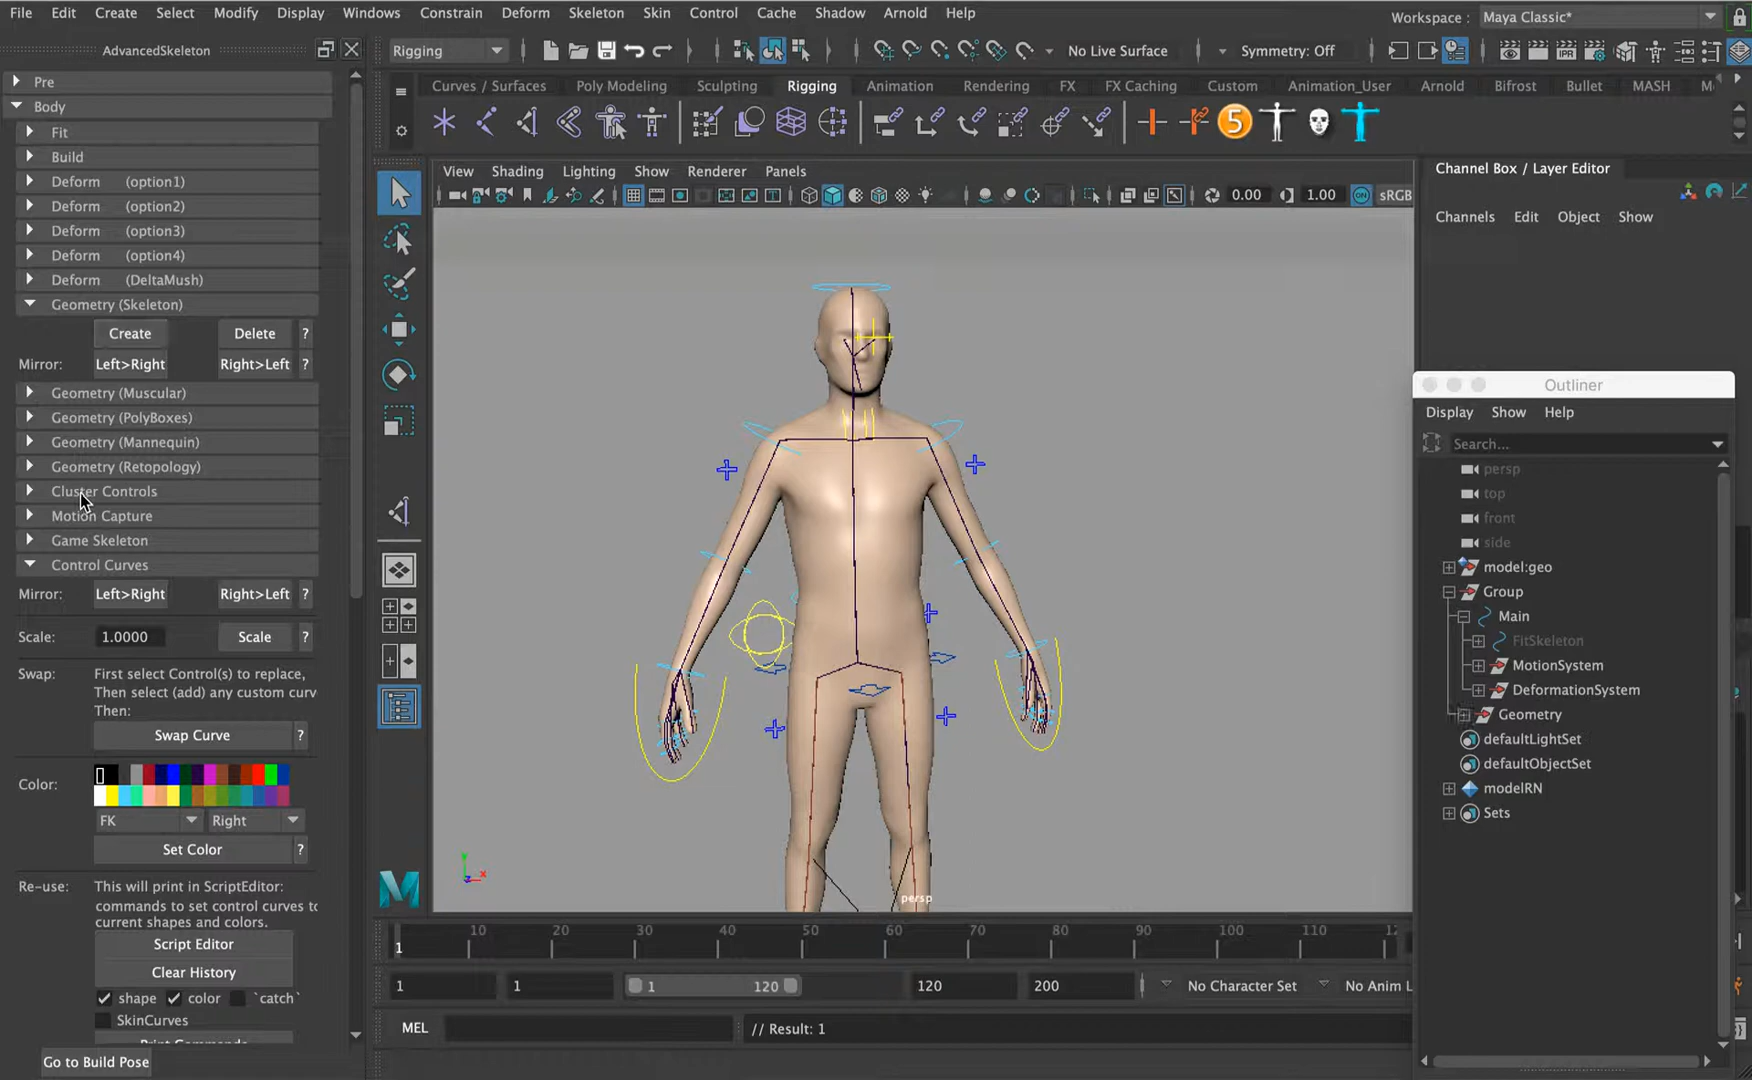 File Edit Create Select Modify Display Windows Constrain Deform Skeleton Skin Control Cache Shadow Arnold Help
Workspace : Maya Classic*
AdvancedSkeleton
Rigging
No Live Surface
Symmetry: Off
Curves / Surfaces Poly Modeling Sculpting Rigging Animation Rendering FX FX Caching Custom Animation_User Arnold Bifrost Bullet MASH
5
View Shading Lighting Show Renderer Panels
0.00 1.00 ON sRGB
Pre
Body
Fit
Build
Deform (option1)
Deform (option2)
Deform (option3)
Deform (option4)
Deform (DeltaMush)
Geometry (Skeleton)
Create Delete ?
Mirror: Left>Right Right>Left ?
Geometry (Muscular)
Geometry (PolyBoxes)
Geometry (Mannequin)
Geometry (Retopology)
Cluster Controls
Motion Capture
Game Skeleton
Control Curves
Mirror: Left>Right Right>Left ?
Scale: 1.0000 Scale ?
Swap: First select Control(s) to replace,
Then select (add) any custom curv
Then:
Swap Curve ?
Color:
FK Right
Set Color ?
Re-use: This will print in ScriptEditor:
commands to set control curves to
current shapes and colors.
Script Editor
Clear History
shape color `catch`
SkinCurves
Print Commands
Go to Build Pose
persp
1 10 20 30 40 50 60 70 80 90 100 110 12
1 1 1 120 120 200 No Character Set No Anim L
MEL // Result: 1
Channel Box / Layer Editor
Channels Edit Object Show
Outliner
Display Show Help
Search...
persp
top
front
side
model:geo
Group
Main
FitSkeleton
MotionSystem
DeformationSystem
Geometry
defaultLightSet
defaultObjectSet
modelRN
Sets